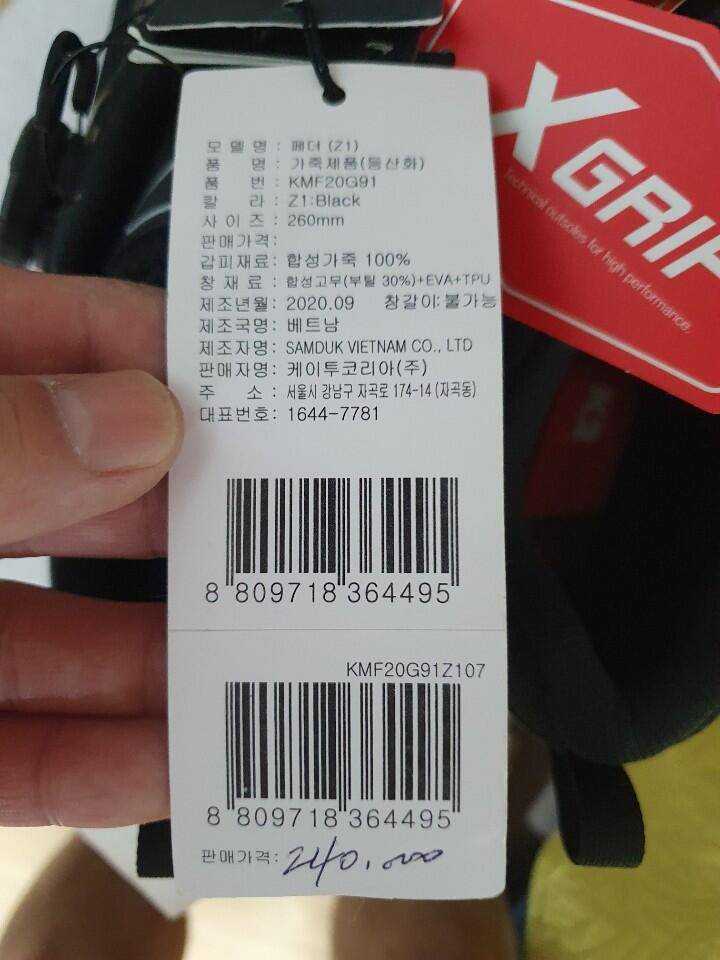 모 델 명 : 페더 (Z1)
품 명 : 가죽제품(등산화)
품 번 : KMF20G91
칼 라 : Z1:Black
사 이 즈 : 260mm
판매가격 :
갑피재료 : 합성가죽 100%
창 재 료 : 합성고무(부틸 30%)+EVA+TPU
제조년월 : 2020.09 창갈이:불가능
제조국명 : 베트남
제조자명 : SAMDUK VIETNAM CO., LTD
판매자명 : 케이투코리아(주)
주 소 : 서울시 강남구 자곡로 174-14 (자곡동)
대표번호 : 1644-7781
8 809718 364495
KMF20G91Z107
8 809718 364495
판매가격 : 240,000
X GRIP
Technical outsoles for high performance.
K2